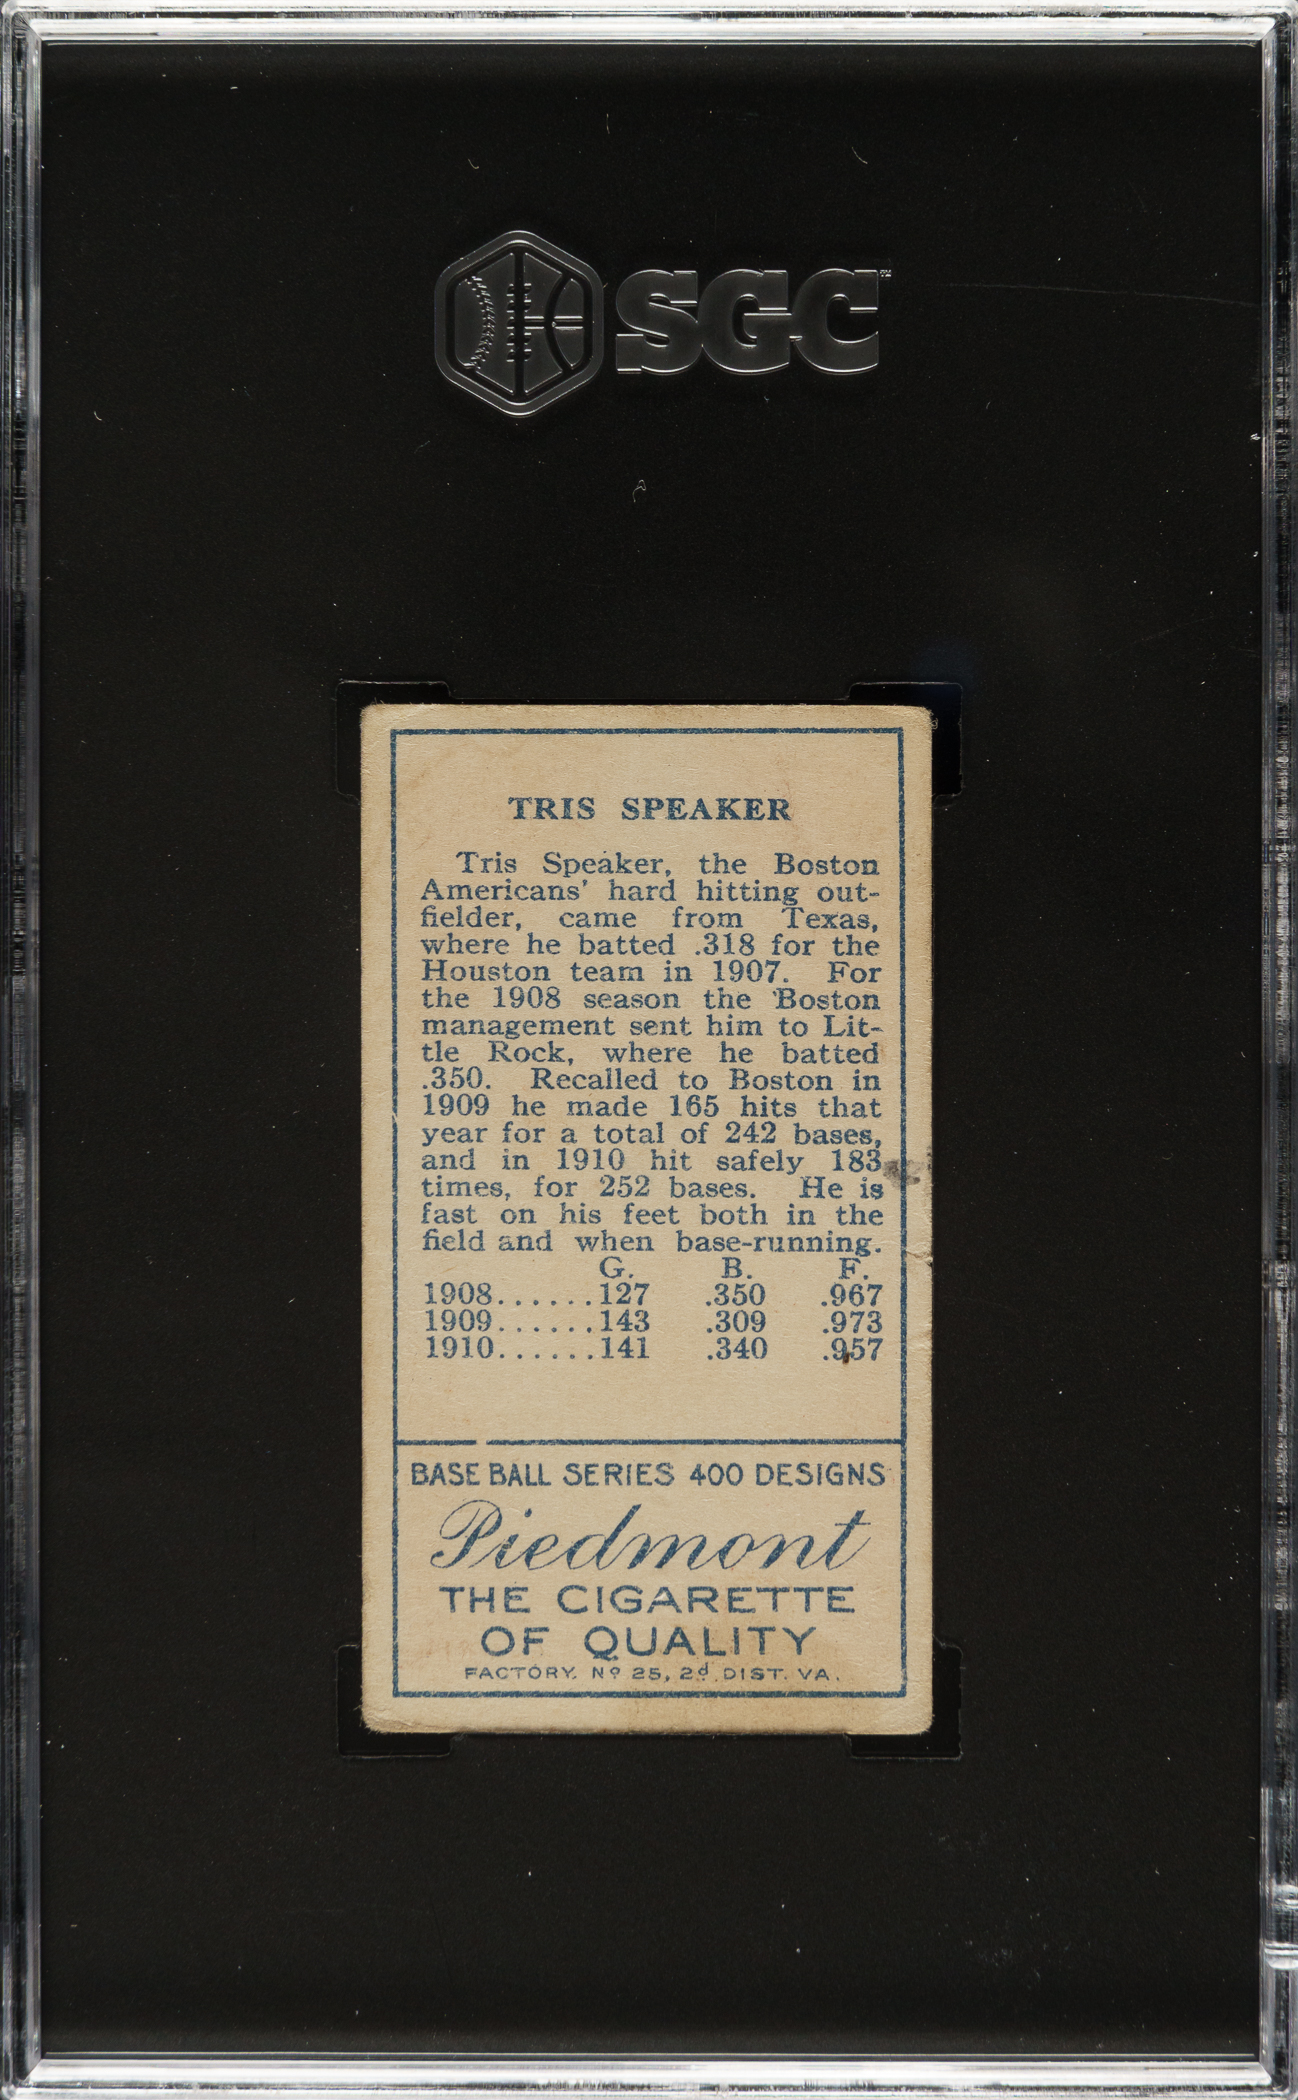 SGC™
TRIS SPEAKER
Tris Speaker, the Boston
Americans' hard hitting out-
fielder, came from Texas,
where he batted .318 for the
Houston team in 1907. For
the 1908 season the Boston
management sent him to Lit-
tle Rock, where he batted
.350. Recalled to Boston in
1909 he made 165 hits that
year for a total of 242 bases,
and in 1910 hit safely 183
times, for 252 bases. He is
fast on his feet both in the
field and when base-running.
G. B. F.
1908......127 .350 .967
1909......143 .309 .973
1910......141 .340 .957
BASE BALL SERIES 400 DESIGNS
Piedmont
THE CIGARETTE
OF QUALITY
FACTORY. Nº 25, 2d. DIST. VA.